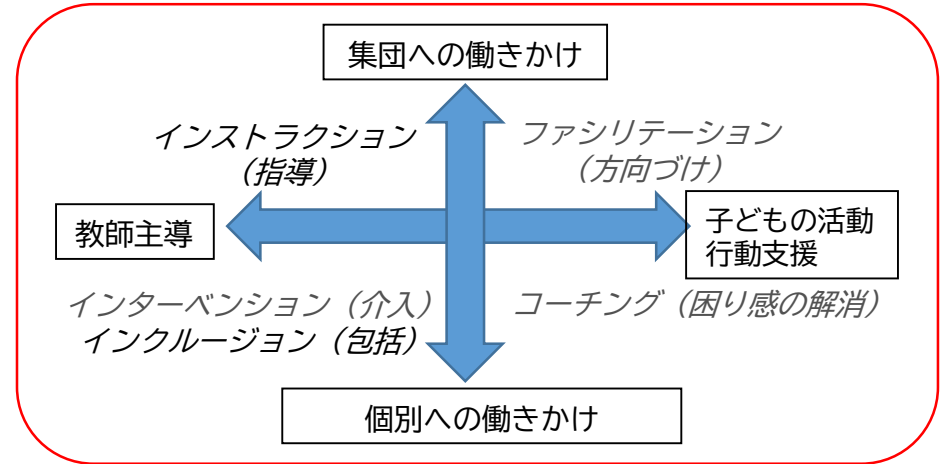 集団への働きかけ
インストラクション
（指導）
ファシリテーション
（方向づけ）
教師主導
子どもの活動
行動支援
インターベンション（介入）
インクルージョン（包括）
コーチング（困り感の解消）
個別への働きかけ